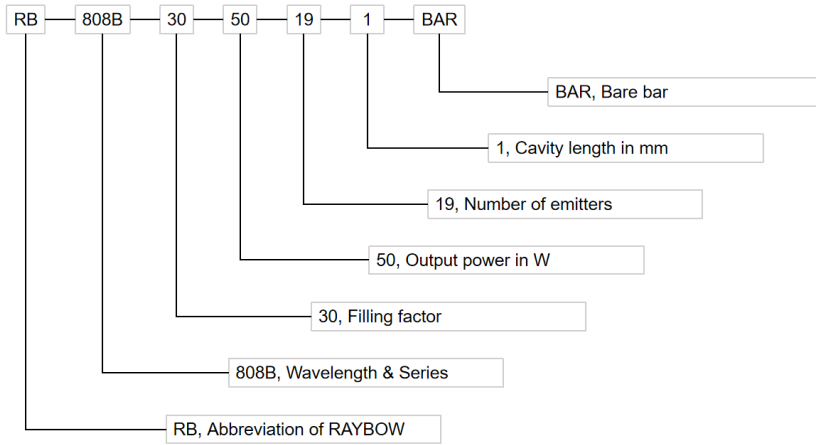 RB 808B 30 50 19 1 BAR
BAR, Bare bar
1, Cavity length in mm
19, Number of emitters
50, Output power in W
30, Filling factor
808B, Wavelength & Series
RB, Abbreviation of RAYBOW